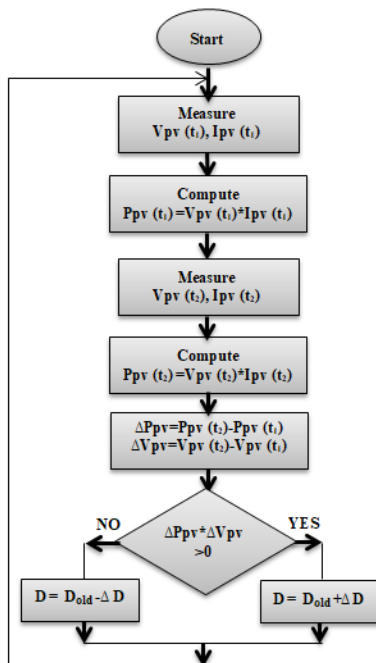 Start
Measure
Vpv (t₁), Ipv (t₁)
Compute
Ppv (t₁)=Vpv (t₁)*Ipv (t₁)
Measure
Vpv (t₂), Ipv (t₂)
Compute
Ppv (t₂)=Vpv (t₂)*Ipv (t₂)
ΔPpv=Ppv (t₂)-Ppv (t₁)
ΔVpv=Vpv (t₂)-Vpv (t₁)
NO
YES
ΔPpv*ΔVpv
>0
D = Dold-Δ D
D = Dold+Δ D